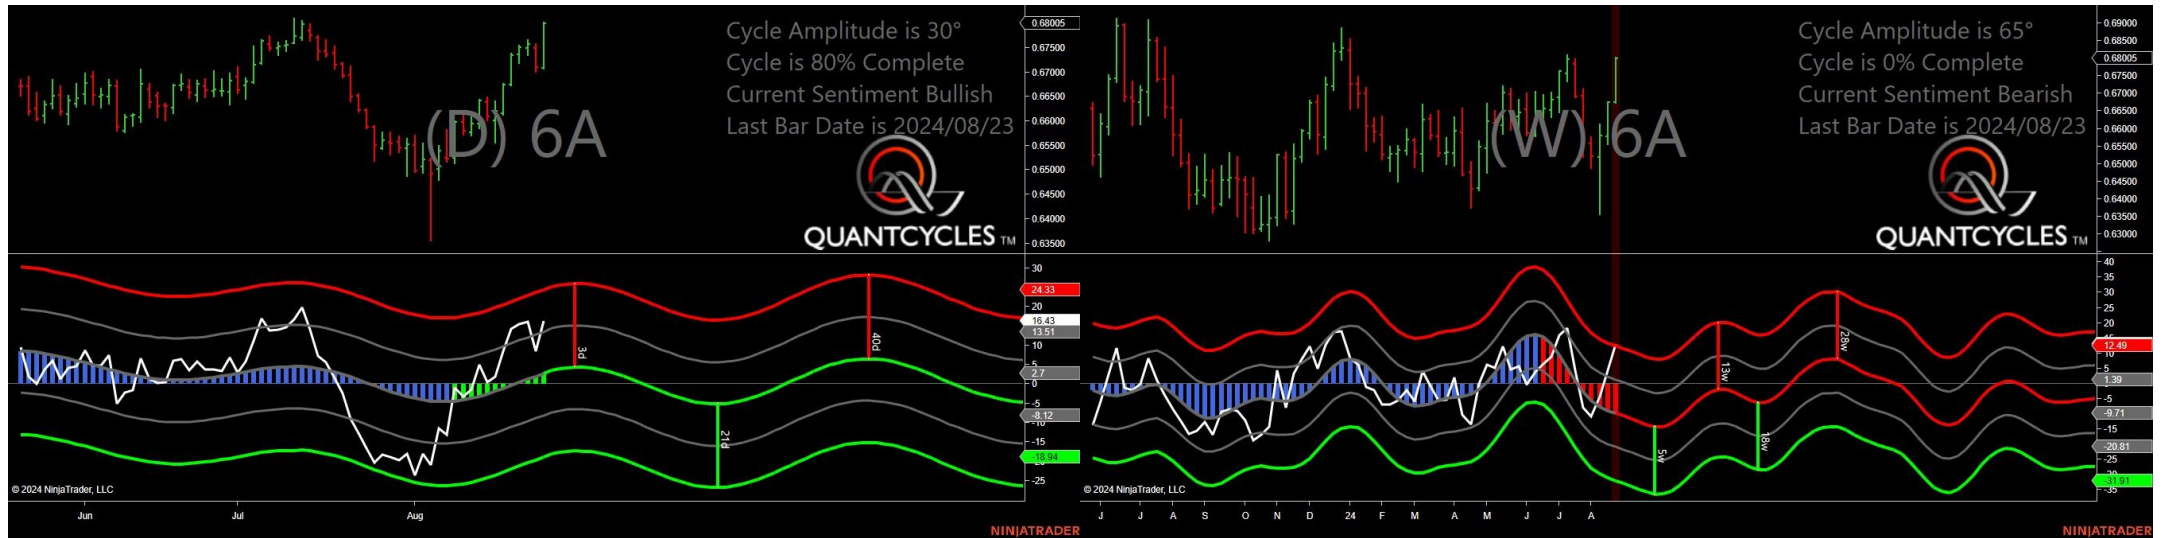 Cycle Amplitude is 30°
Cycle is 80% Complete
Current Sentiment Bullish
Last Bar Date is 2024/08/23
(D) 6A
QUANTCYCLES TM
0.68005
0.67500
0.67000
0.66500
0.66000
0.65500
0.65000
0.64500
0.64000
0.63500
30
24.33
20
16.43
13.51
10
5
2.7
0
-5
-8.12
-10
-15
-18.94
-25
3d
21d
40d
© 2024 NinjaTrader, LLC
Jun
Jul
Aug
NINJATRADER
Cycle Amplitude is 65°
Cycle is 0% Complete
Current Sentiment Bearish
Last Bar Date is 2024/08/23
(W) 6A
QUANTCYCLES TM
0.69000
0.68500
0.68005
0.67500
0.67000
0.66500
0.66000
0.65500
0.65000
0.64500
0.64000
0.63500
0.63000
40
35
30
25
20
15
12.49
10
5
1.39
-5
-9.71
-15
-20.81
-25
-30
-31.91
-35
5w
13w
18w
28w
© 2024 NinjaTrader, LLC
J
J
A
S
O
N
D
24
F
M
A
M
J
J
A
NINJATRADER